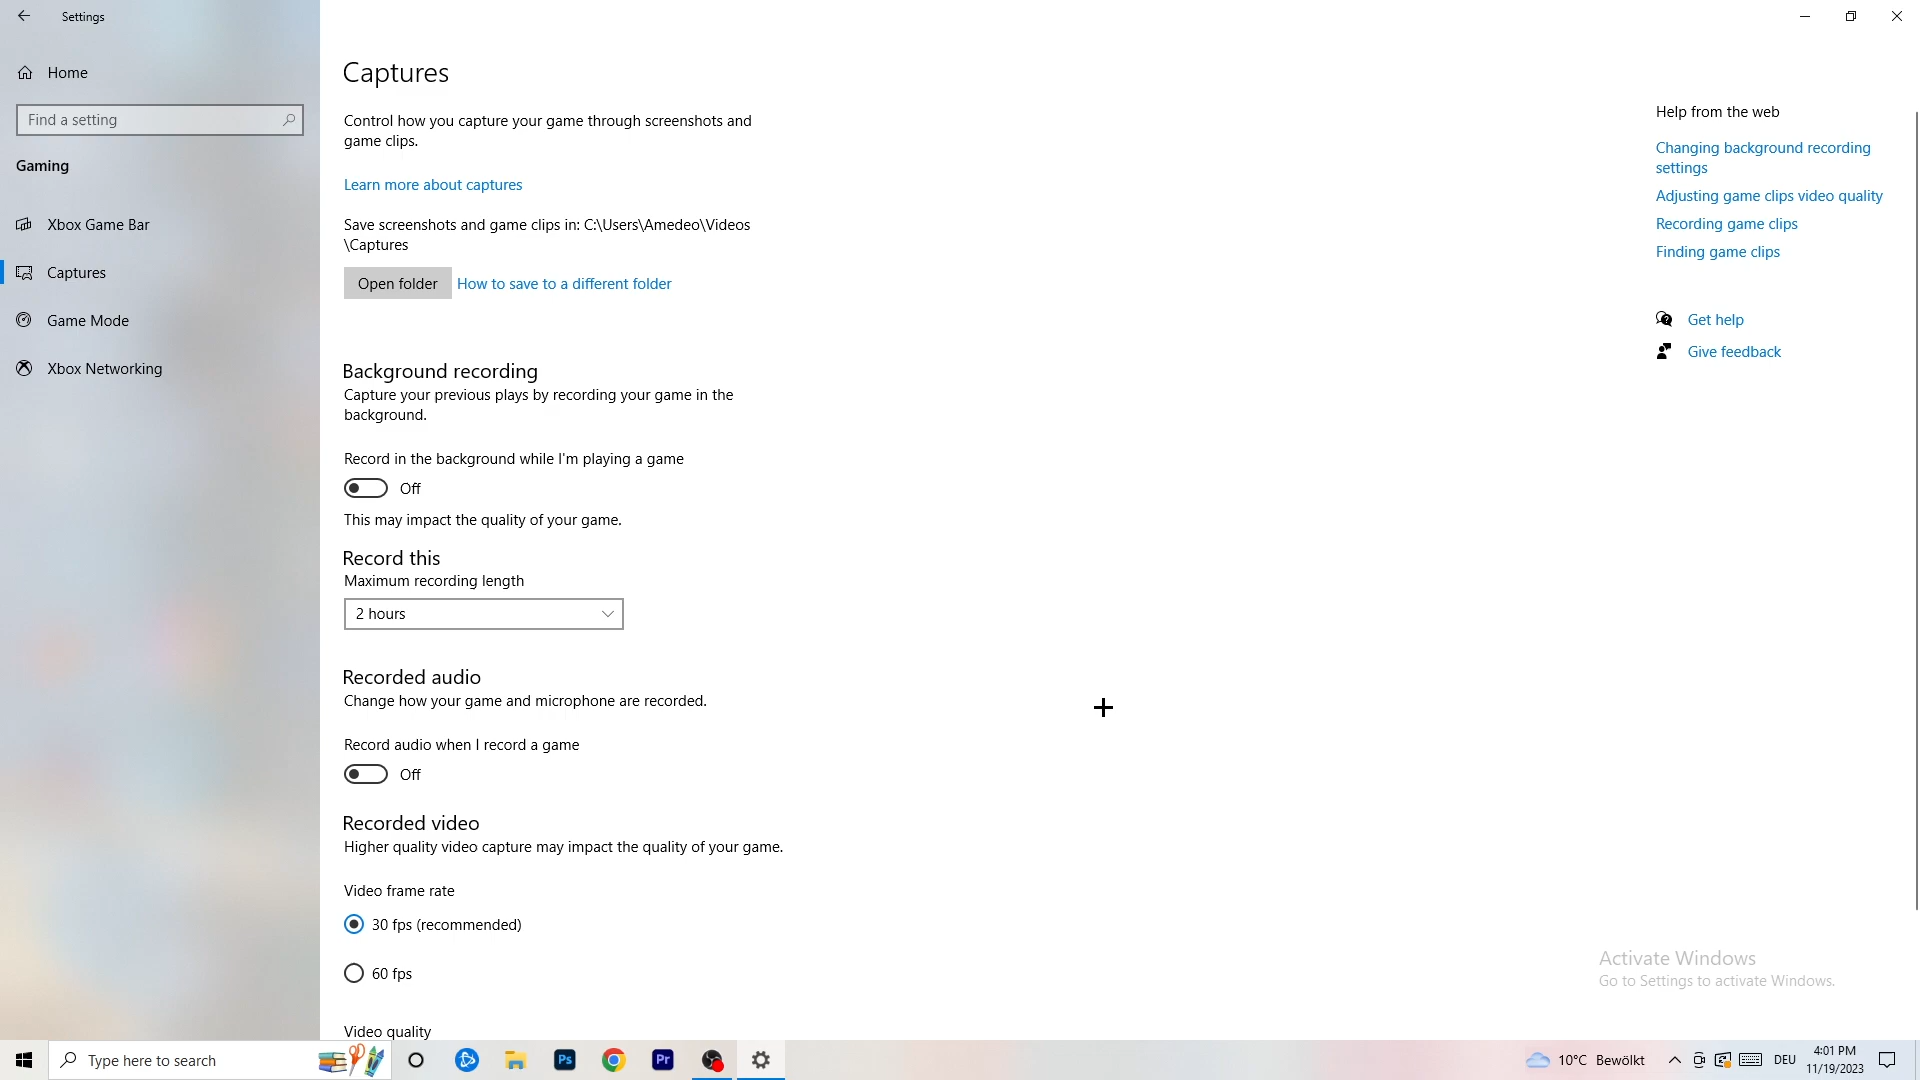 Settings
Home
Find a setting
Gaming
Xbox Game Bar
Captures
Game Mode
Xbox Networking
Captures
Control how you capture your game through screenshots and
game clips.
Learn more about captures
Save screenshots and game clips in: C:\Users\Amedeo\Videos
\Captures
Open folder
How to save to a different folder
Background recording
Capture your previous plays by recording your game in the
background.
Record in the background while I'm playing a game
Off
This may impact the quality of your game.
Record this
Maximum recording length
2 hours
Recorded audio
Change how your game and microphone are recorded.
Record audio when I record a game
Off
Recorded video
Higher quality video capture may impact the quality of your game.
Video frame rate
30 fps (recommended)
60 fps
Video quality
Help from the web
Changing background recording
settings
Adjusting game clips video quality
Recording game clips
Finding game clips
Get help
Give feedback
Activate Windows
Go to Settings to activate Windows.
Type here to search
Ps
Pr
10°C Bewölkt
DEU
4:01 PM
11/19/2023